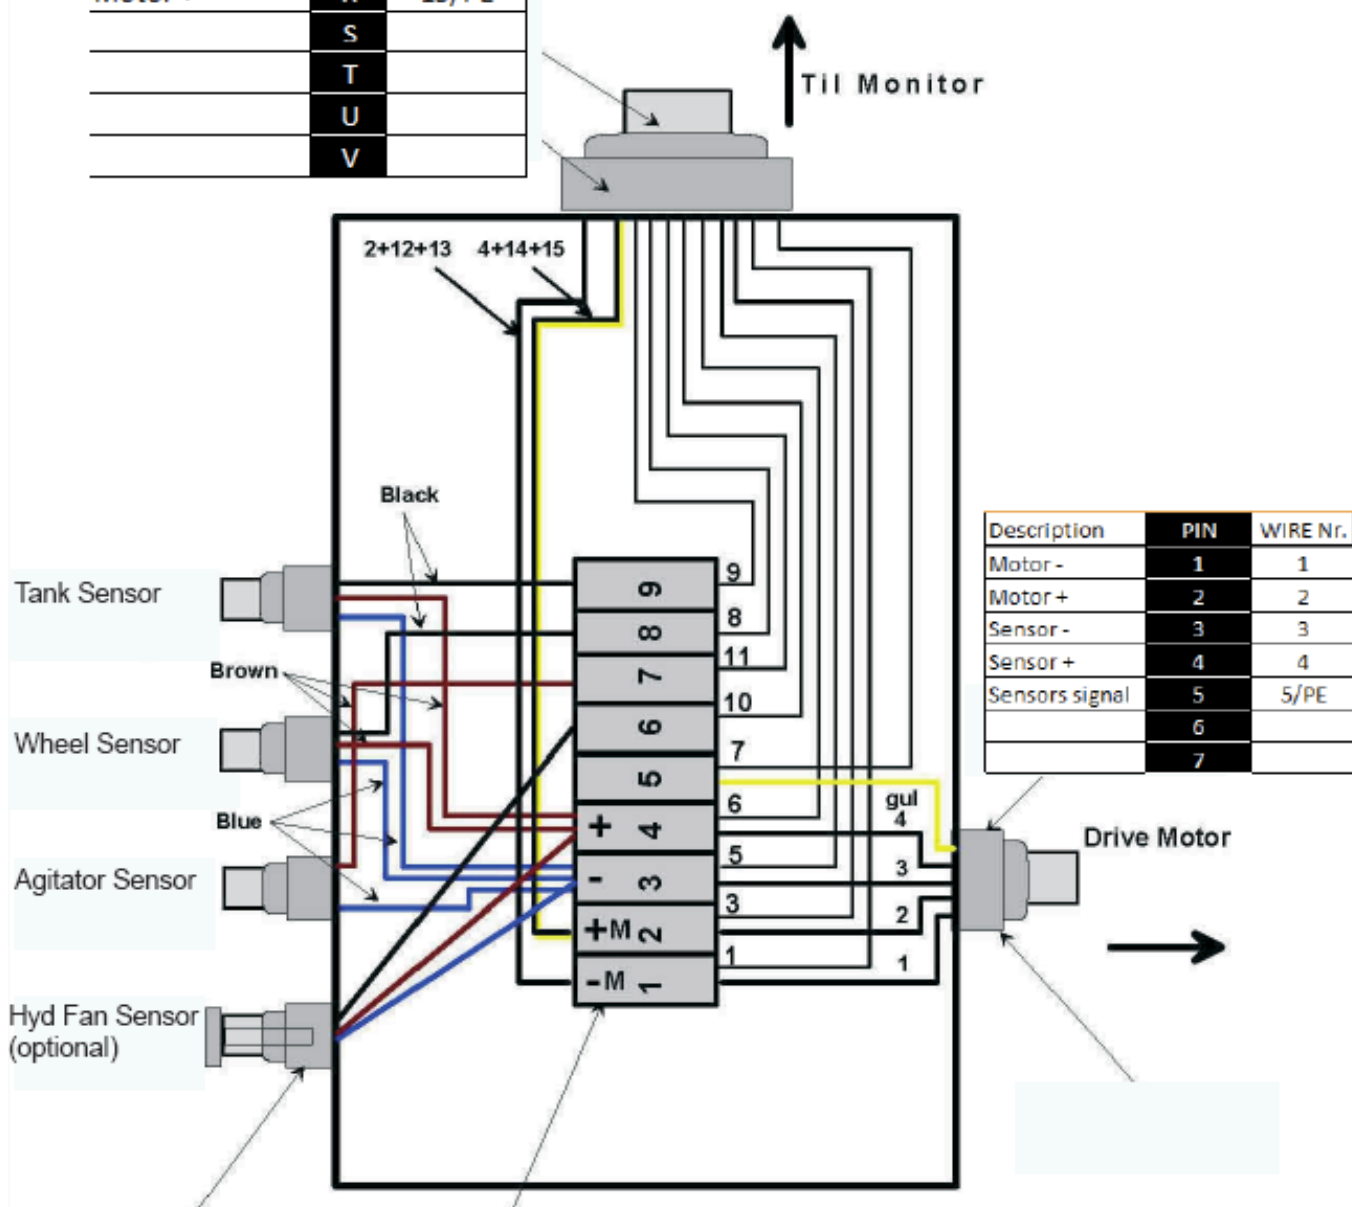 S
T
U
V
Til Monitor
2+12+13 4+14+15
Black
Tank Sensor
Brown
Wheel Sensor
Blue
Agitator Sensor
Hyd Fan Sensor
(optional)
9 9
8 8
7 11
6 10
5 7
+ 4 6
- 3 5
+M 2 3
-M 1 1
gul
4
3
2
1
Drive Motor
Description PIN WIRE Nr.
Motor - 1 1
Motor + 2 2
Sensor - 3 3
Sensor + 4 4
Sensors signal 5 5/PE
6
7